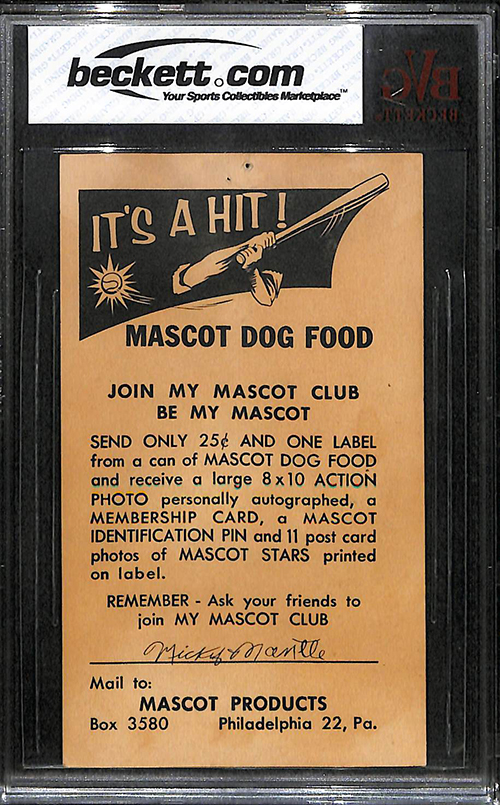 beckett.com
Your Sports Collectibles Marketplace™
BVG
BECKETT
IT'S A HIT!
MASCOT DOG FOOD
JOIN MY MASCOT CLUB
BE MY MASCOT
SEND ONLY 25¢ AND ONE LABEL
from a can of MASCOT DOG FOOD
and receive a large 8x10 ACTION
PHOTO personally autographed, a
MEMBERSHIP CARD, a MASCOT
IDENTIFICATION PIN and 11 post card
photos of MASCOT STARS printed
on label.
REMEMBER - Ask your friends to
join MY MASCOT CLUB
Micky Mantle
Mail to:
MASCOT PRODUCTS
Box 3580 Philadelphia 22, Pa.